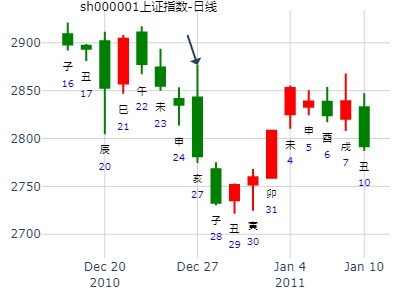 sh000001上证指数-日线
2900
2850
2800
2750
2700
子
16
丑
17
辰
20
巳
21
午
22
未
23
申
24
亥
27
子
28
丑
29
寅
30
卯
31
未
4
申
5
酉
6
戌
7
丑
10
Dec 20
2010
Dec 27
Jan 4
2011
Jan 10